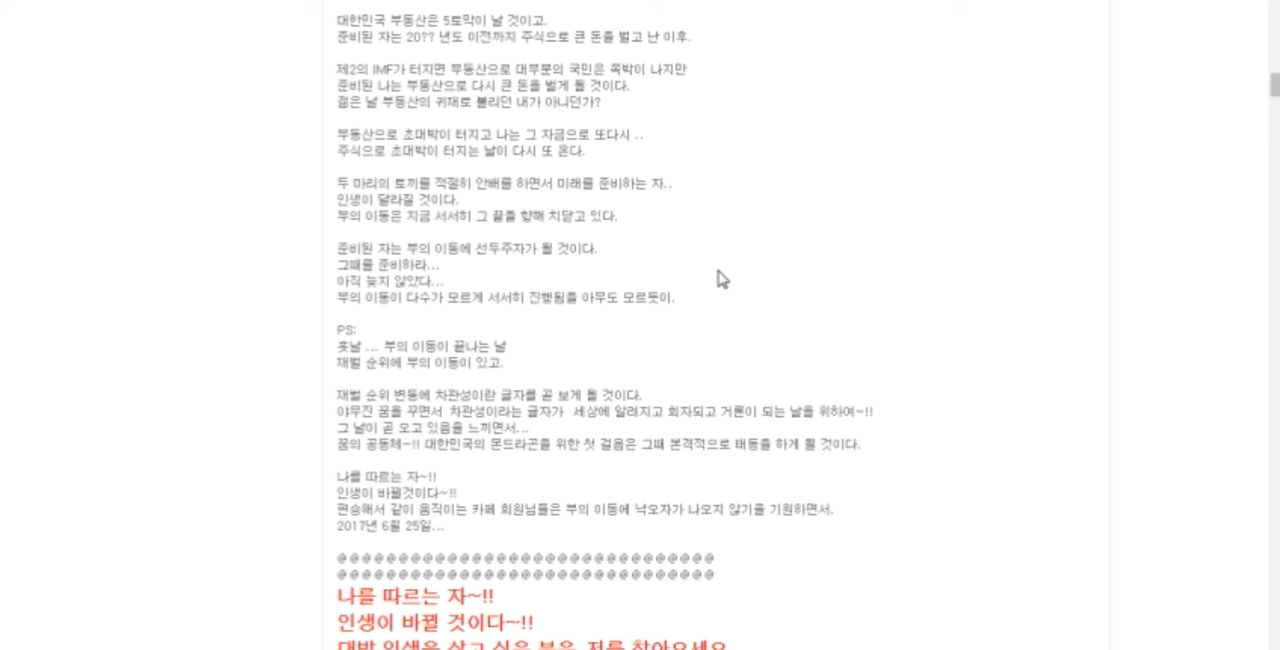 대한민국 부동산은 5토막이 날 것이고.
준비된 자는 20?? 년도 이전까지 주식으로 큰 돈을 벌고 난 이후.
제2의 IMF가 터지면 부동산으로 대부분의 국민은 쪽박이 나지만
준비된 나는 부동산으로 다시 큰 돈을 벌게 될 것이다.
젊은 날 부동산의 귀재로 불리던 내가 아니던가?
부동산으로 초대박이 터지고 나는 그 자금으로 또다시 ..
주식으로 초대박이 터지는 날이 다시 또 온다.
두 마리의 토끼를 적절히 안배를 하면서 미래를 준비하는 자..
인생이 달라질 것이다.
부의 이동은 지금 서서히 그 끝을 향해 치닫고 있다.
준비된 자는 부의 이동에 선두주자가 될 것이다.
그때를 준비하라...
아직 늦지 않았다...
부의 이동이 다수가 모르게 서서히 진행됨을 아무도 모르듯이.
PS:
훗날 ... 부의 이동이 끝나는 날
재벌 순위에 부의 이동이 있고.
재벌 순위 변동에 차관성이란 글자를 곧 보게 될 것이다.
야무진 꿈을 꾸면서 차관성이라는 글자가 세상에 알려지고 회자되고 거론이 되는 날을 위하여~!!
그 날이 곧 오고 있음을 느끼면서...
꿈의 공동체~!! 대한민국의 몬드라곤을 위한 첫 걸음은 그때 본격적으로 태동을 하게 될 것이다.
나를 따르는 자~!!
인생이 바뀔것이다~!!
편승해서 같이 움직이는 카페 회원님들은 부의 이동에 낙오자가 나오지 않기를 기원하면서.
2017년 6월 25일...
@@@@@@@@@@@@@@@@@@@@@@@@@@@@@@@
@@@@@@@@@@@@@@@@@@@@@@@@@@@@@@@
나를 따르는 자~!!
인생이 바뀔 것이다~!!
대박 인생을 살고 싶은 분은 저를 찾아오세요